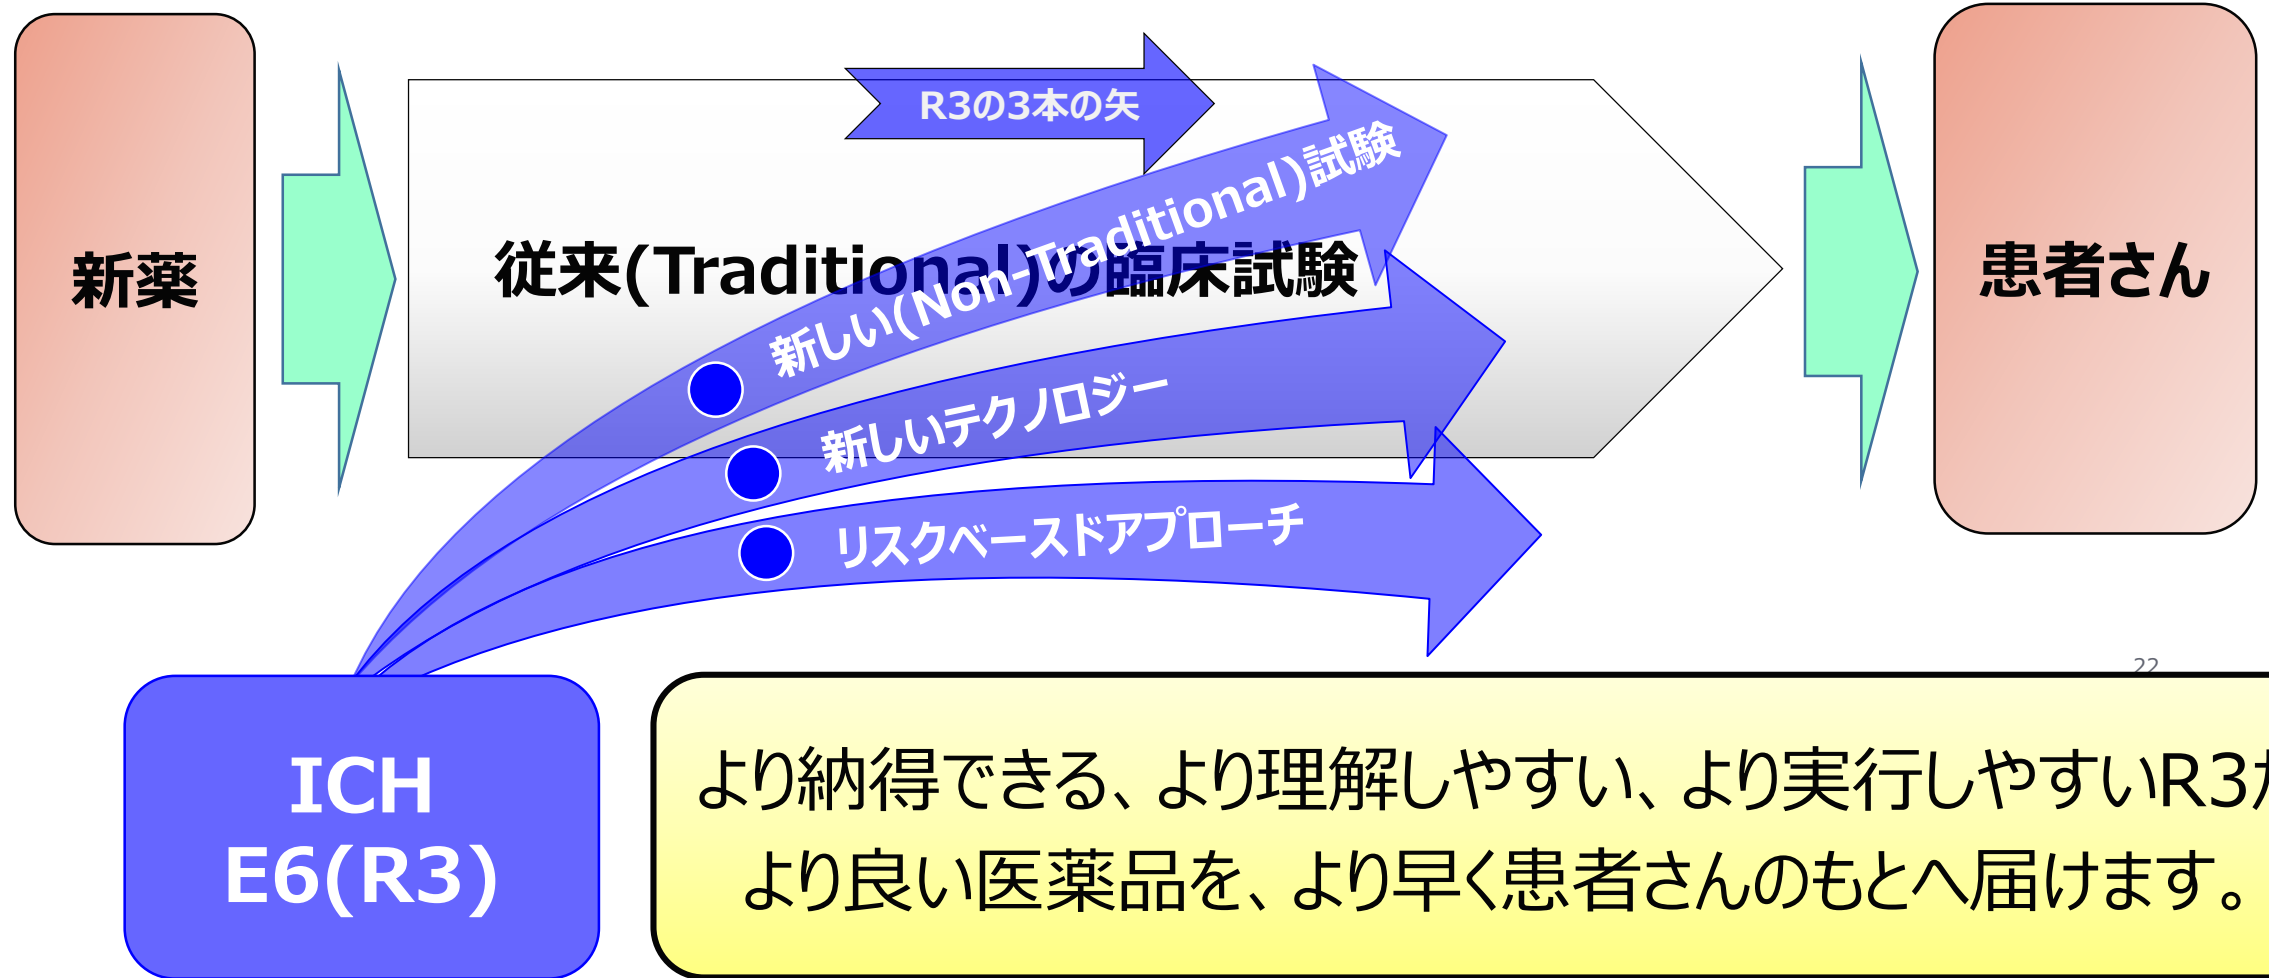 R3の3本の矢
新しい(Non-Traditional)試験
新薬
従来(Traditional)の臨床試験
患者さん
新しいテクノロジー
リスクベースドアプローチ
22
ICH
E6(R3)
より納得できる、より理解しやすい、より実行しやすいR3が
より良い医薬品を、より早く患者さんのもとへ届けます。